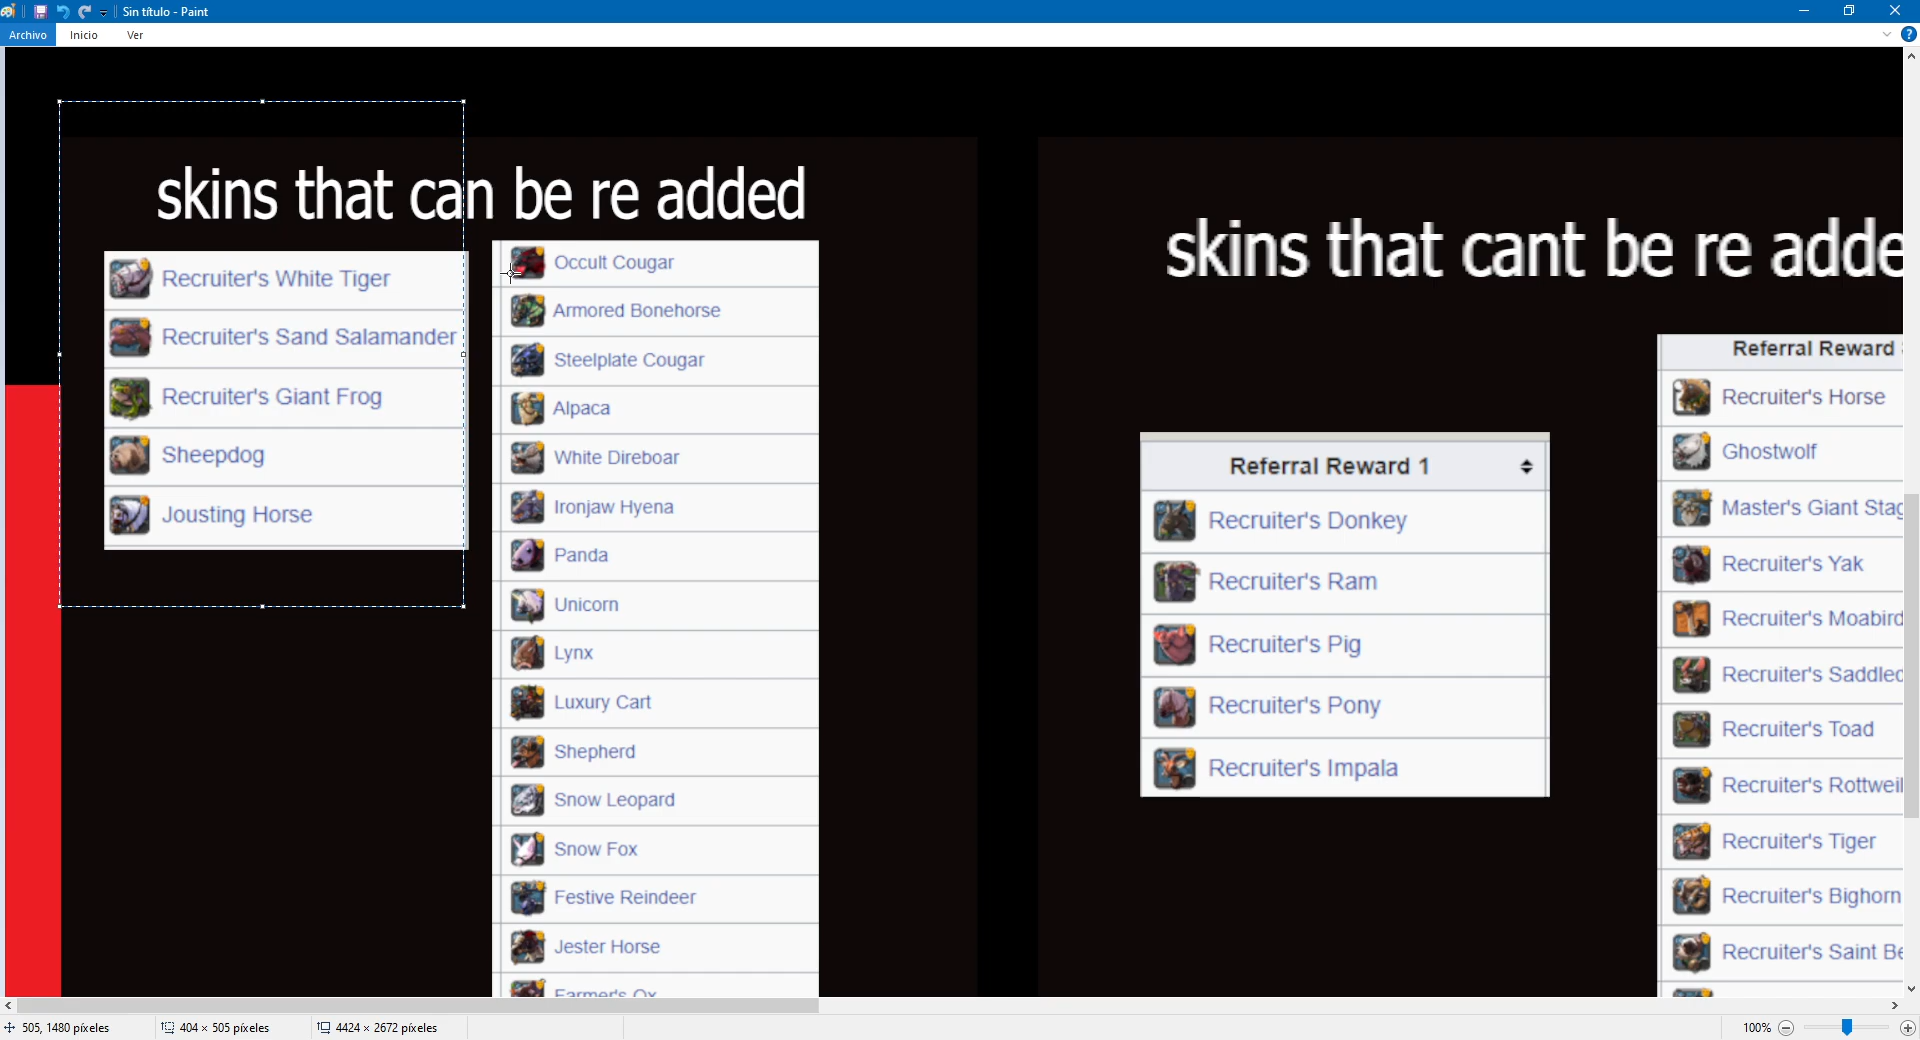 Sin título - Paint
Archivo
Inicio
Ver
skins that can be re added
Recruiter's White Tiger
Recruiter's Sand Salamander
Recruiter's Giant Frog
Sheepdog
Jousting Horse
Occult Cougar
Armored Bonehorse
Steelplate Cougar
Alpaca
White Direboar
Ironjaw Hyena
Panda
Unicorn
Lynx
Luxury Cart
Shepherd
Snow Leopard
Snow Fox
Festive Reindeer
Jester Horse
Farmer's Ox
skins that cant be re adde
Referral Reward 1
Recruiter's Donkey
Recruiter's Ram
Recruiter's Pig
Recruiter's Pony
Recruiter's Impala
Referral Reward
Recruiter's Horse
Ghostwolf
Master's Giant Stag
Recruiter's Yak
Recruiter's Moabird
Recruiter's Saddled
Recruiter's Toad
Recruiter's Rottweil
Recruiter's Tiger
Recruiter's Bighorn
Recruiter's Saint Be
505, 1480 píxeles
404 × 505 píxeles
4424 × 2672 píxeles
100%